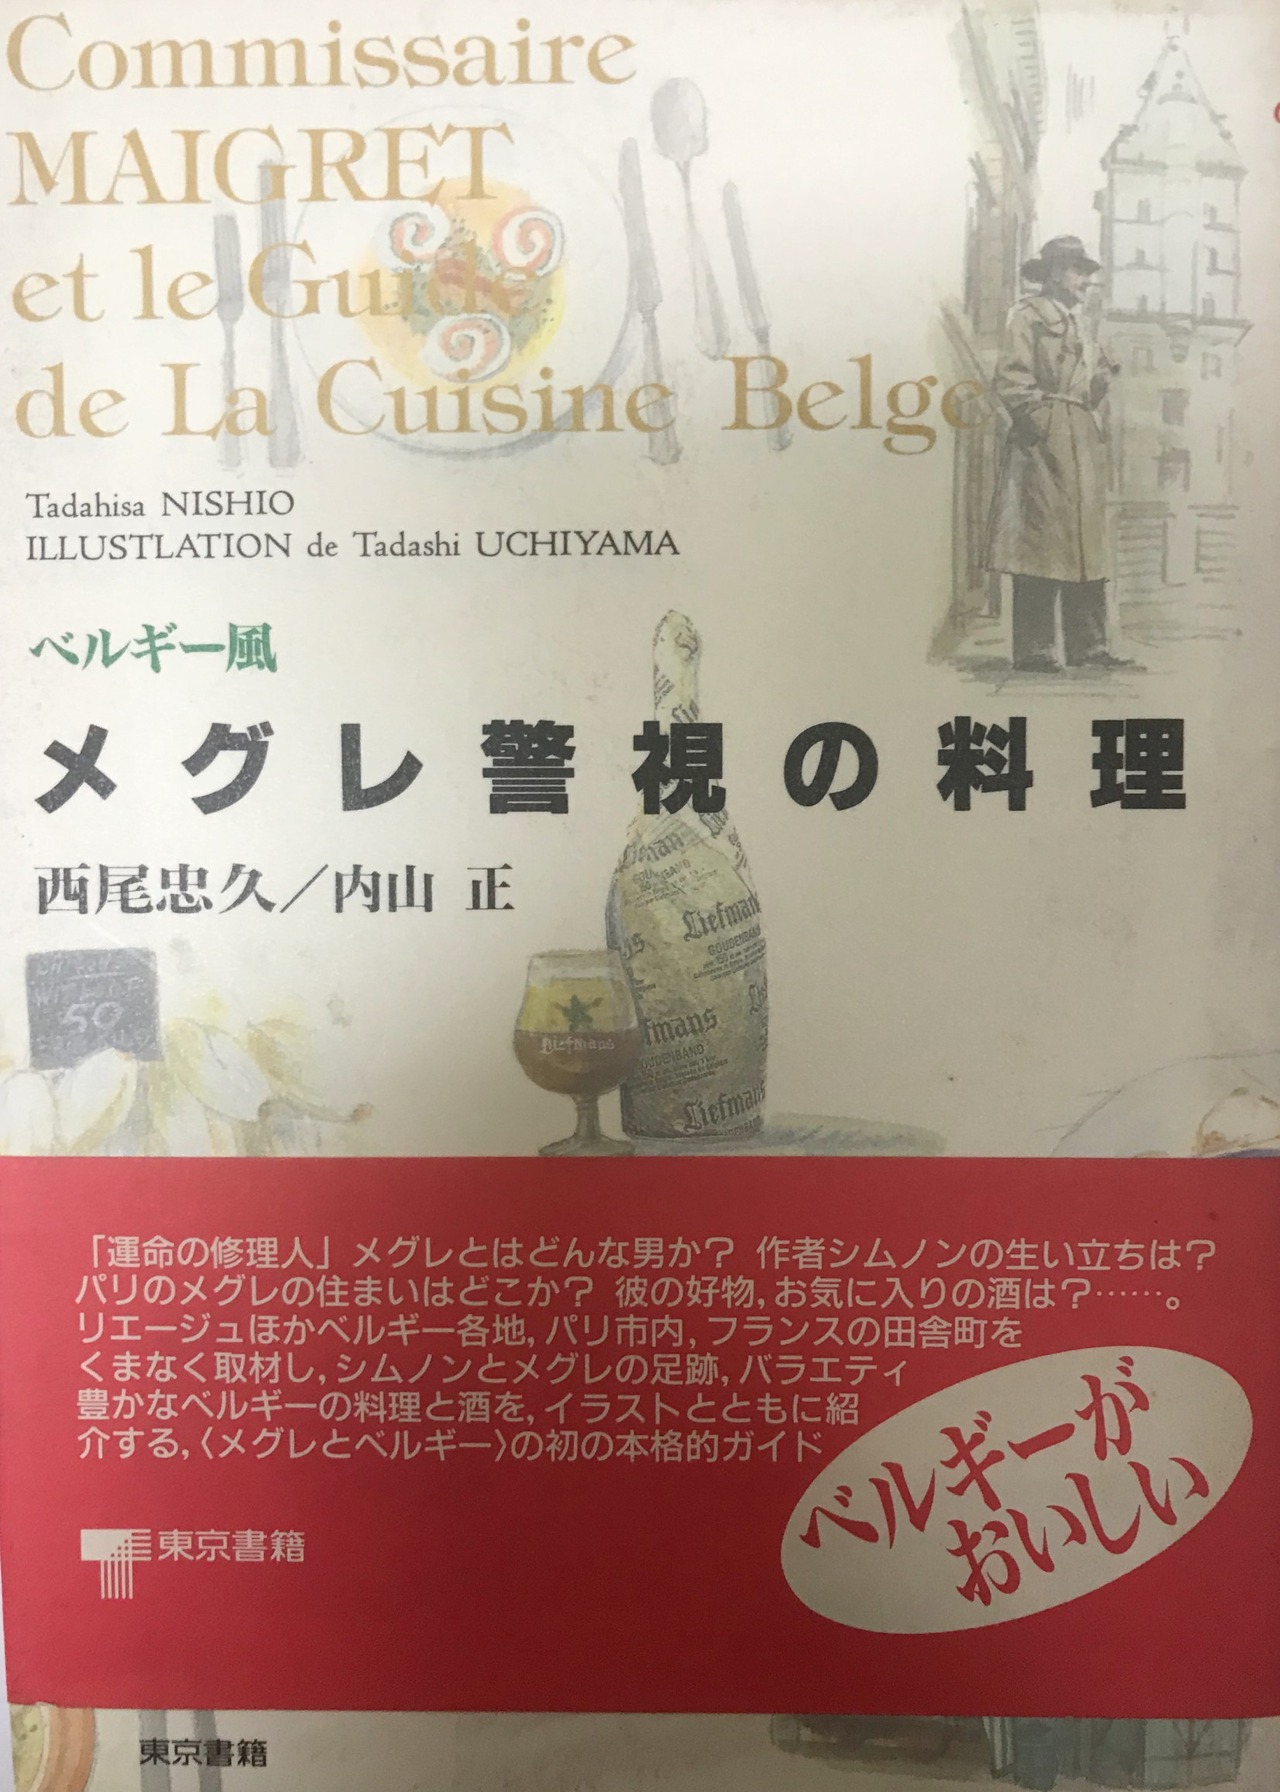 Commissaire
MAIGRET
et le Guide
de La Cuisine Belge
Tadahisa NISHIO
ILLUSTLATION de Tadashi UCHIYAMA
ベルギー風
メグレ警視の料理
西尾忠久／内山 正
Liefmans
GOUDENBAND
Liefmans
fmans
GOUDENBAND
Liefmans
50
「運命の修理人」メグレとはどんな男か？ 作者シムノンの生い立ちは？
パリのメグレの住まいはどこか？ 彼の好物,お気に入りの酒は？……。
リエージュほかベルギー各地,パリ市内,フランスの田舎町を
くまなく取材し,シムノンとメグレの足跡,バラエティ
豊かなベルギーの料理と酒を,イラストとともに紹
介する,〈メグレとベルギー〉の初の本格的ガイド
ベルギーが
おいしい
東京書籍
東京書籍